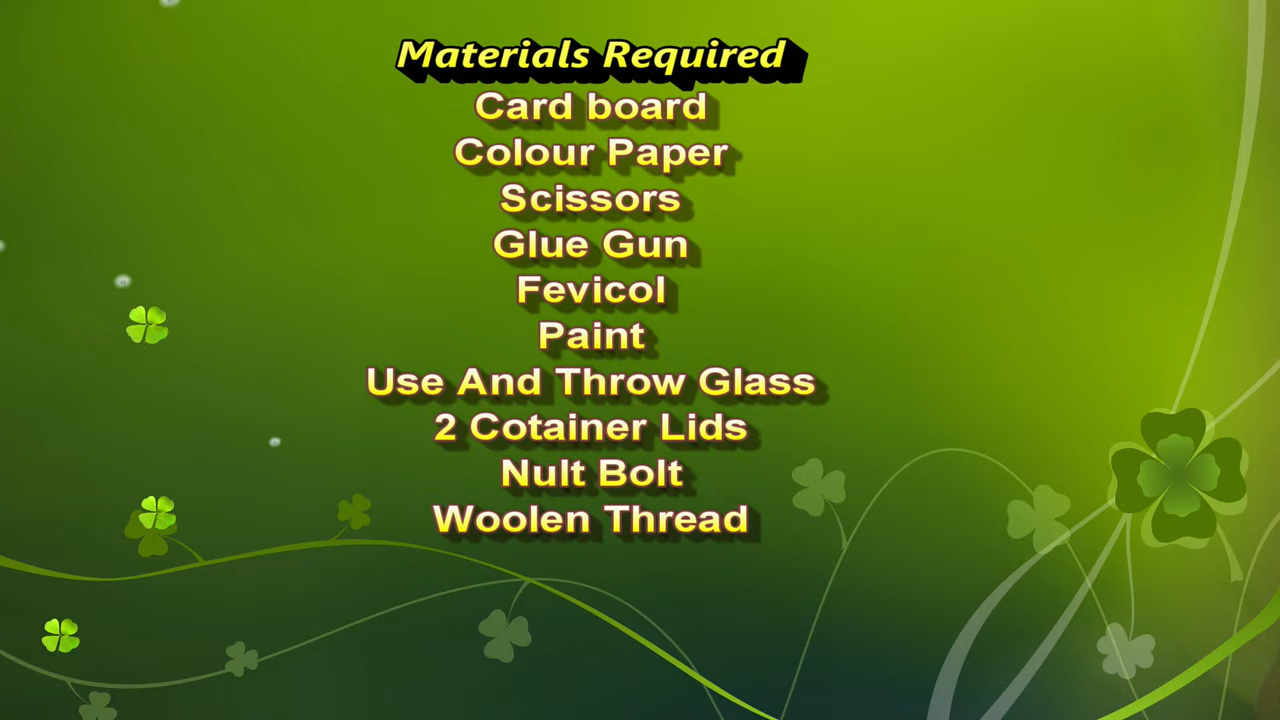 Materials Required
Card board
Colour Paper
Scissors
Glue Gun
Fevicol
Paint
Use And Throw Glass
2 Cotainer Lids
Nult Bolt
Woolen Thread